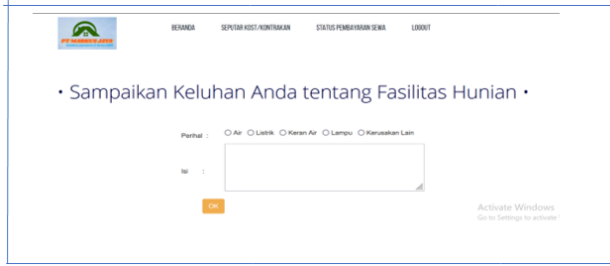 BERANDA SEPUTAR KOST/KONTRAKAN STATUS PEMBAYARAN SEWA LOGOUT
• Sampaikan Keluhan Anda tentang Fasilitas Hunian •
Perihal : Air Listrik Keran Air Lampu Kerusakan Lain
Isi :
OK
Activate Windows
Go to Settings to activate